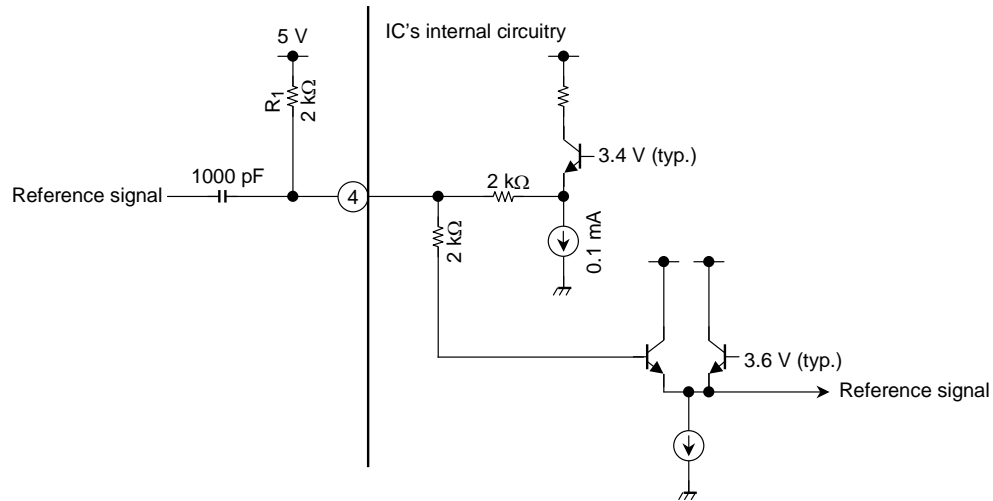 IC's internal circuitry
5 V
R1
2 kΩ
3.4 V (typ.)
1000 pF
Reference signal
4
2 kΩ
2 kΩ
0.1 mA
3.6 V (typ.)
Reference signal